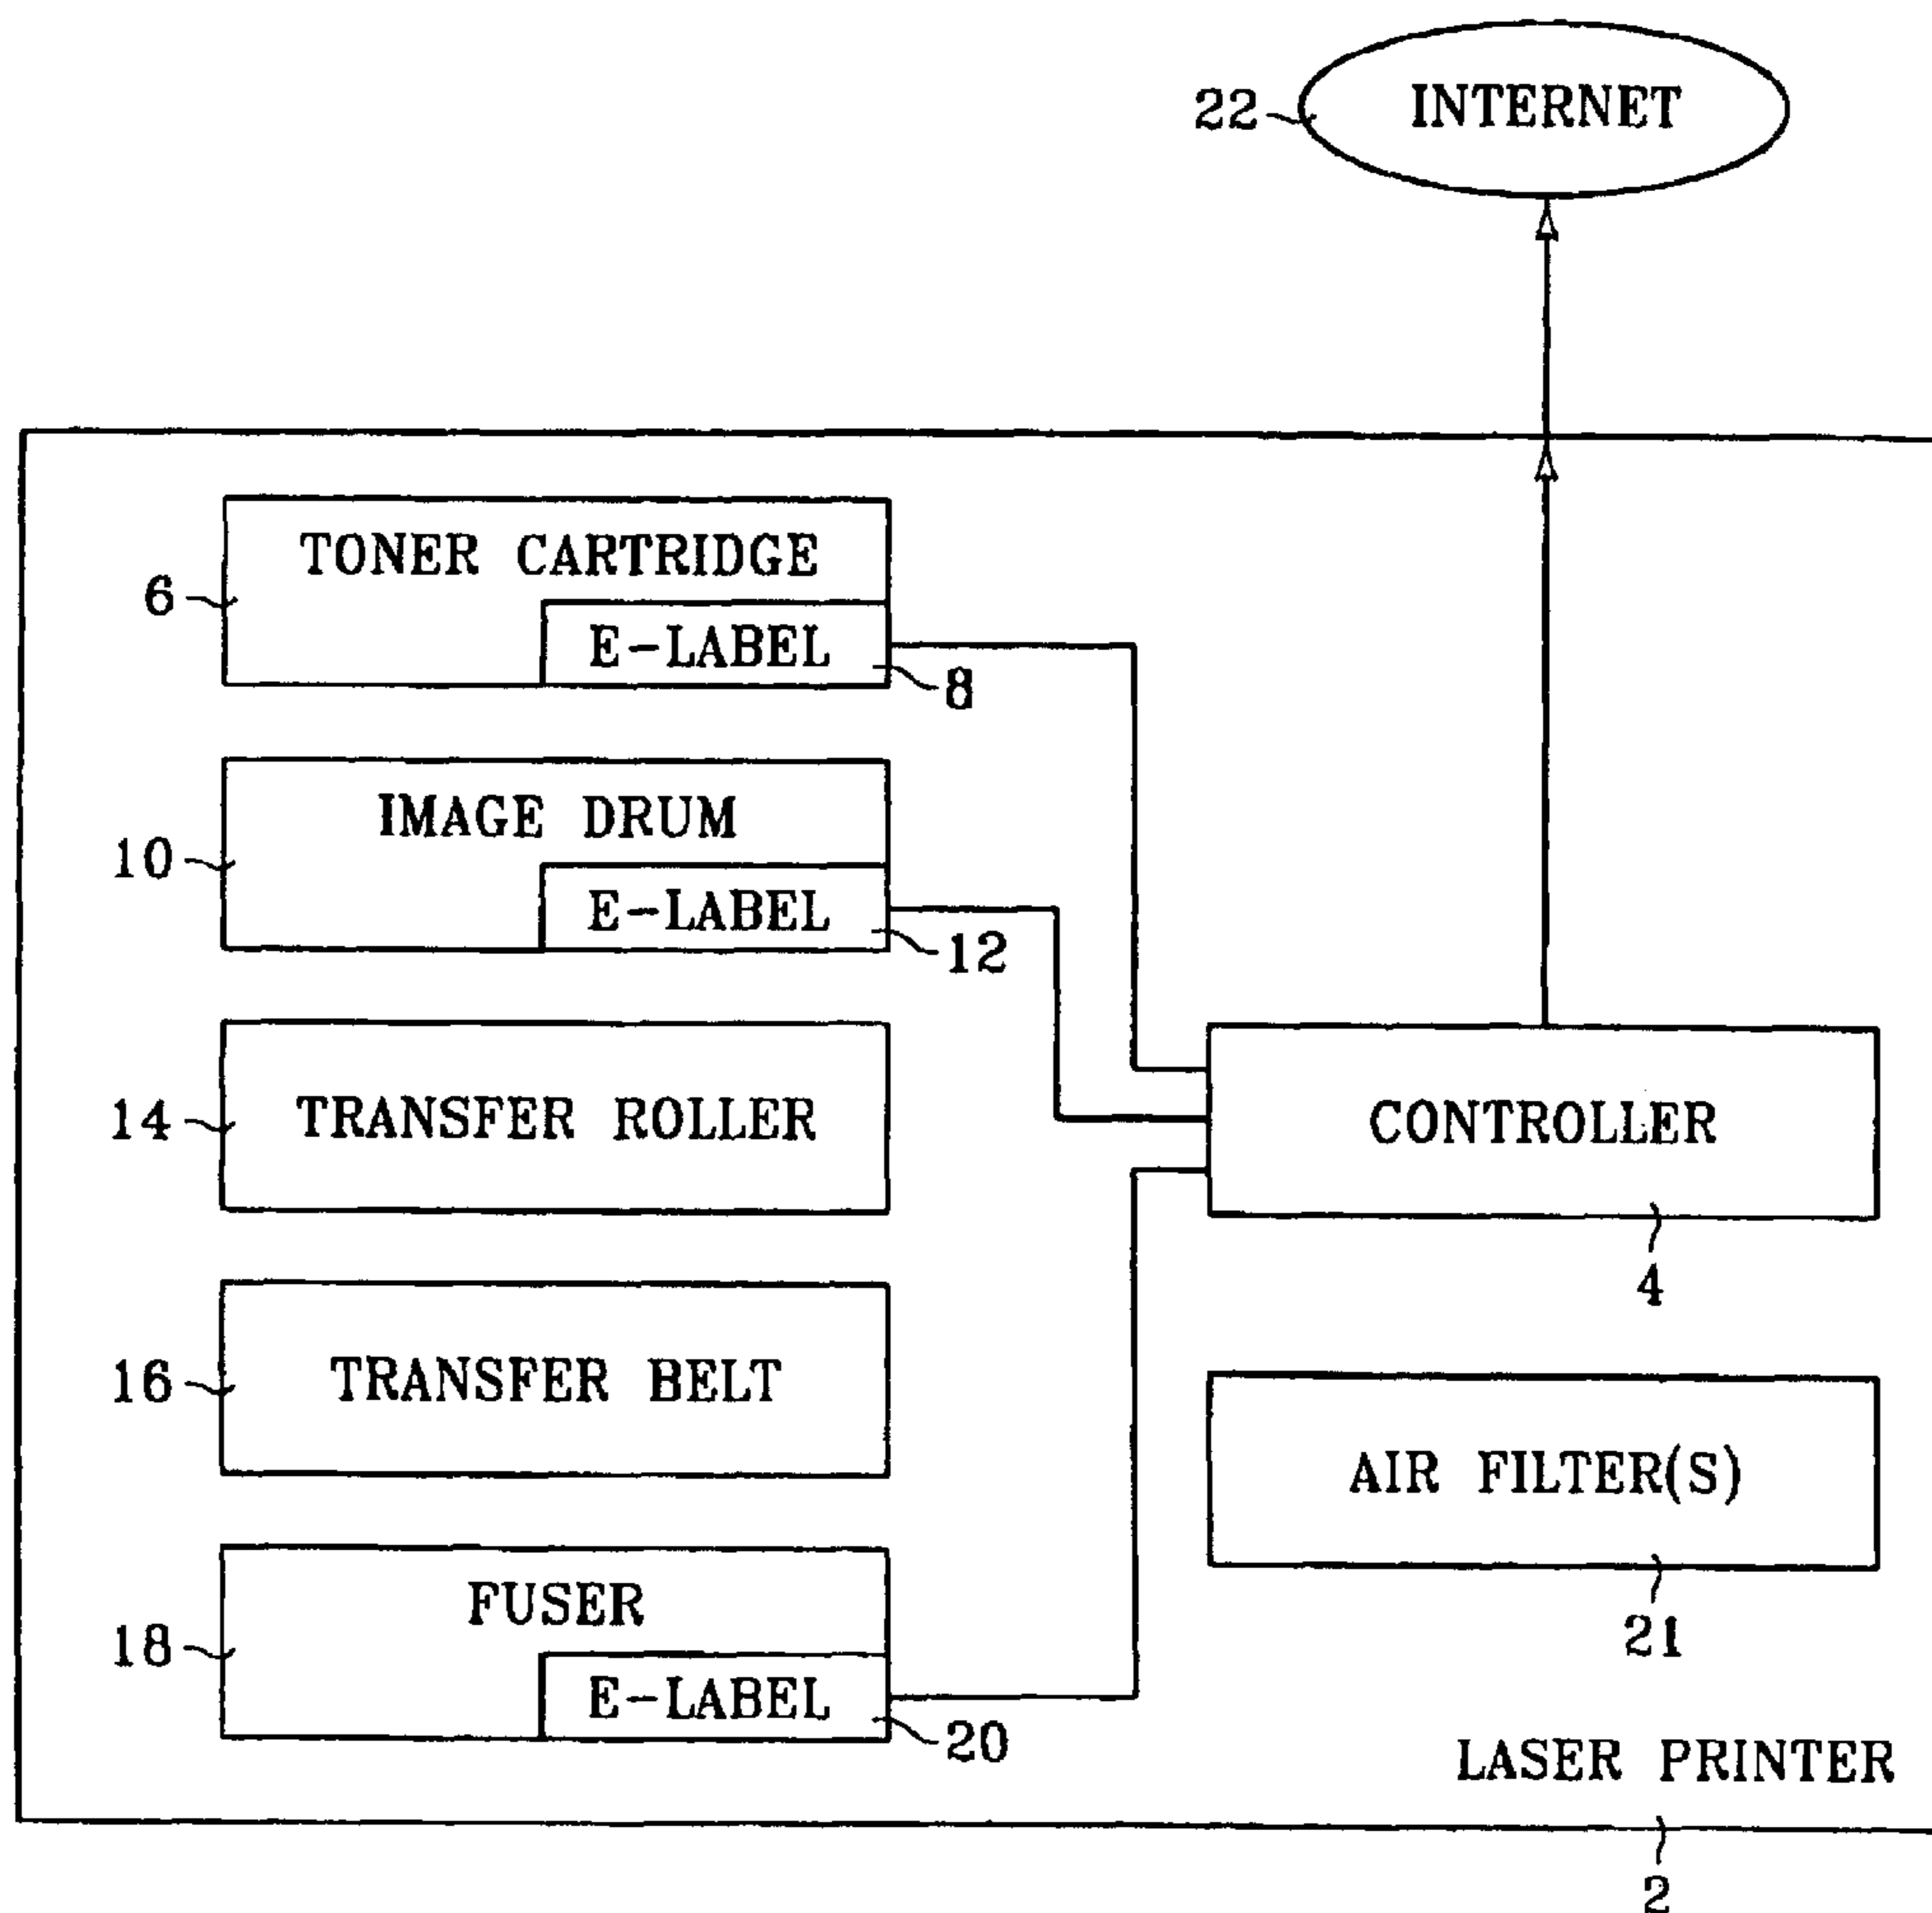 22
INTERNET
TONER CARTRIDGE
6
E-LABEL
8
IMAGE DRUM
10
E-LABEL
12
14
TRANSFER ROLLER
CONTROLLER
4
16
TRANSFER BELT
AIR FILTER(S)
21
FUSER
18
E-LABEL
20
LASER PRINTER
2